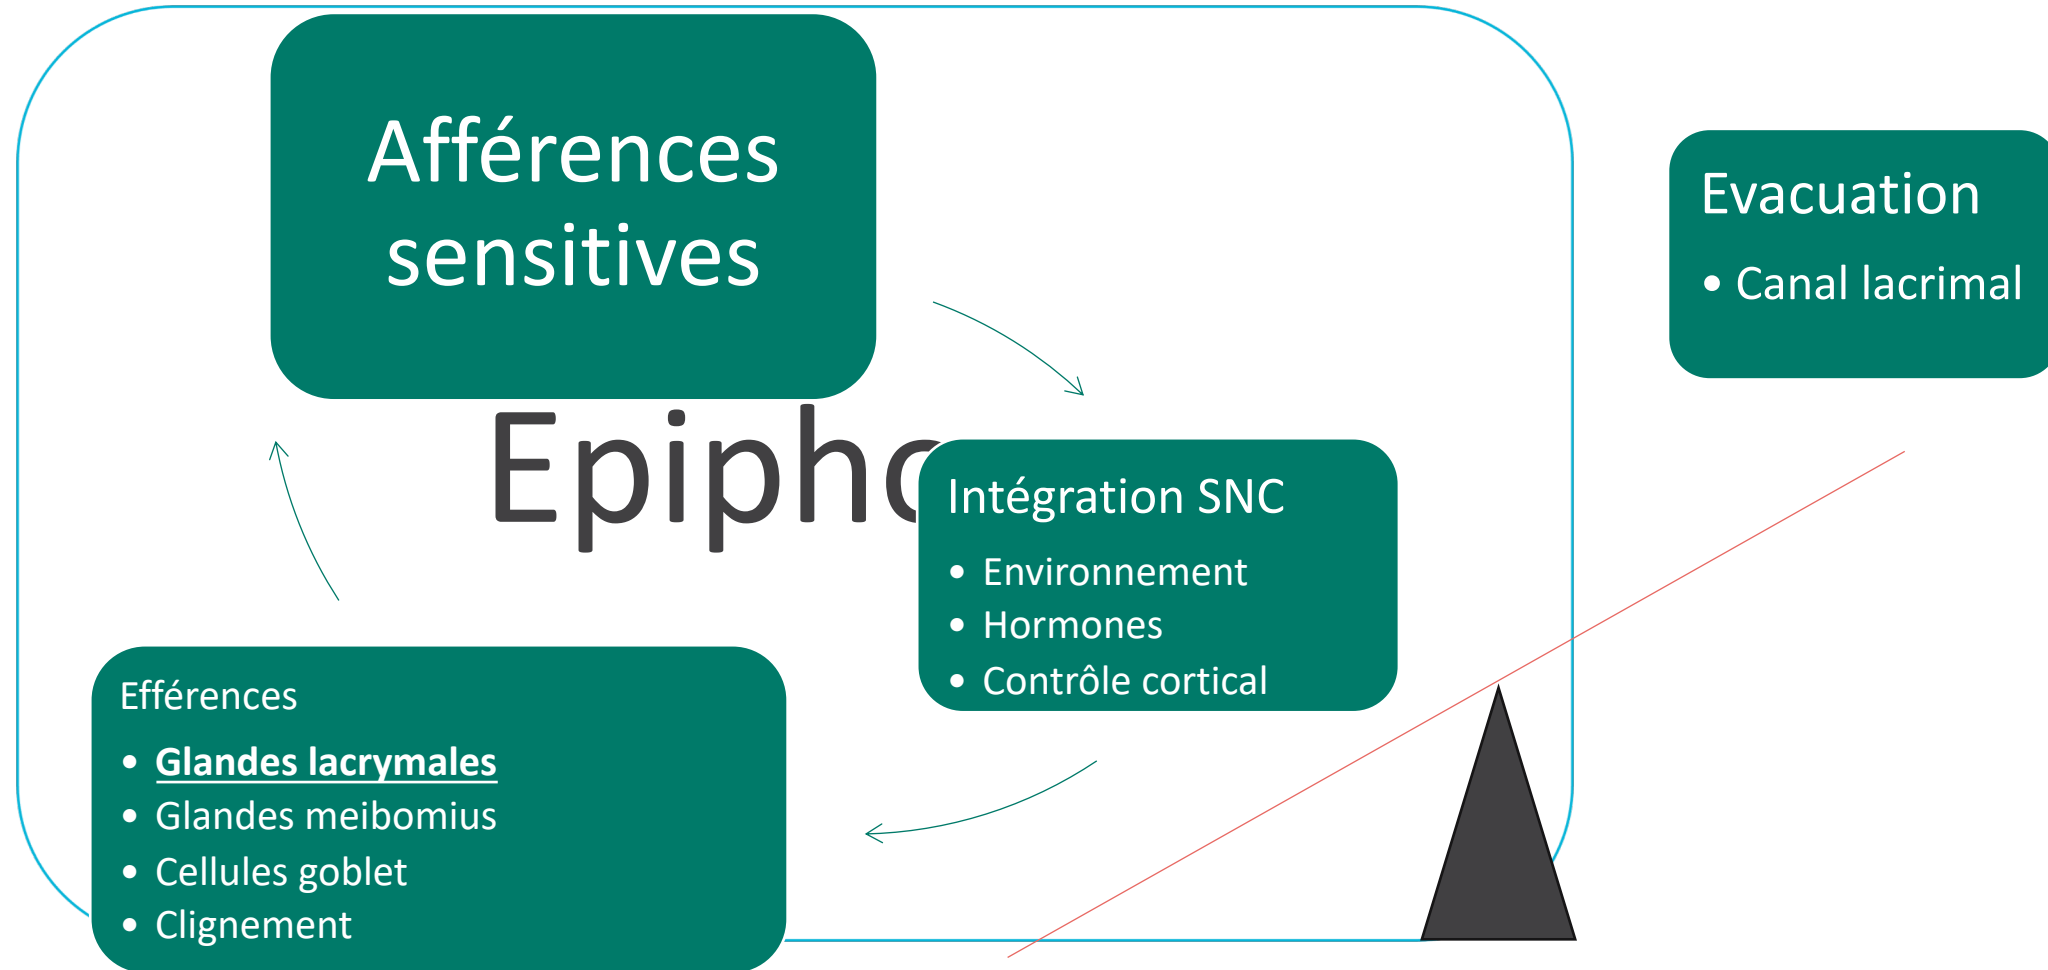 Afférences
sensitives
Evacuation
• Canal lacrimal
Intégration SNC
• Environnement
• Hormones
• Contrôle cortical
Efférences
• Glandes lacrymales
• Glandes meibomius
• Cellules goblet
• Clignement